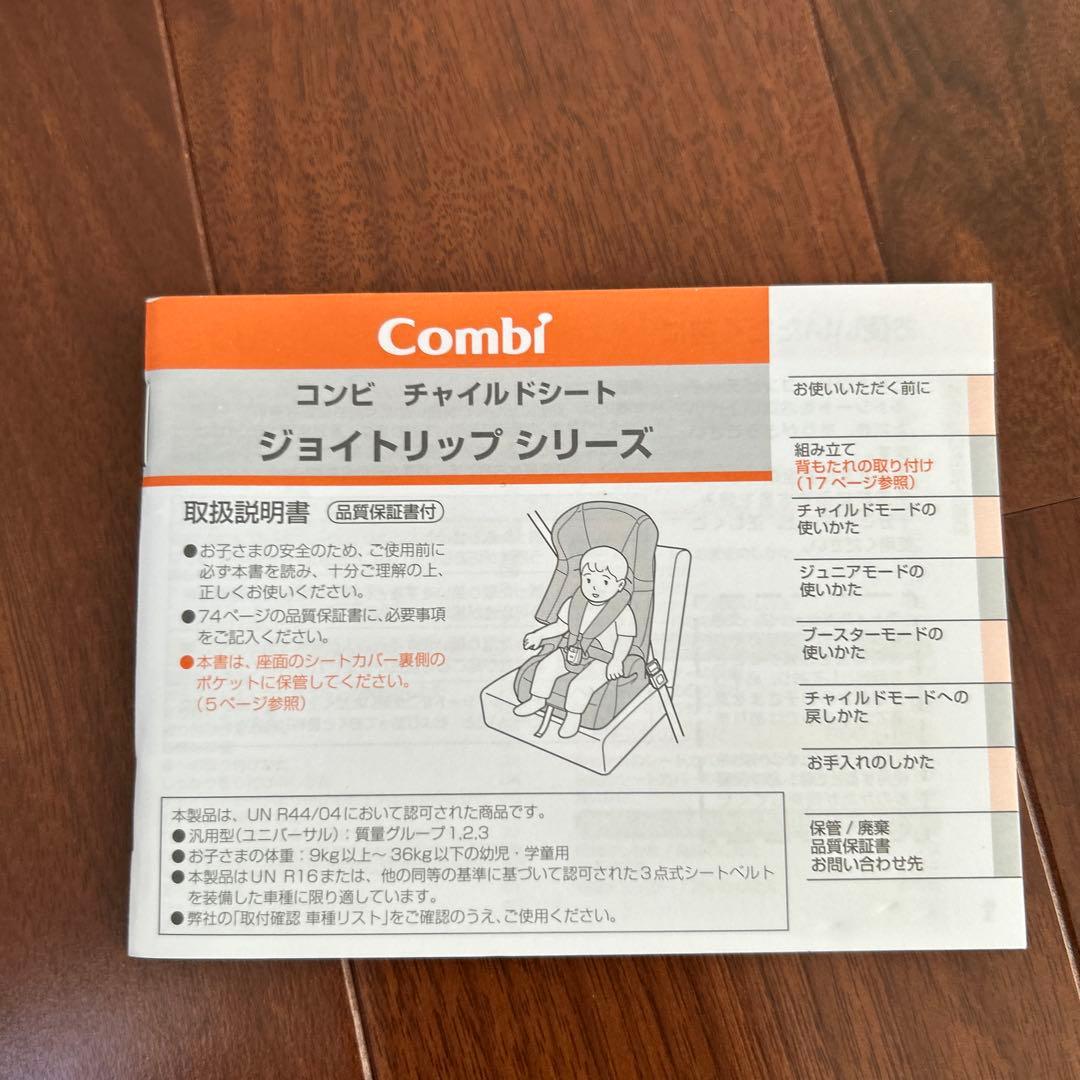 Combi
コンビ チャイルドシート
ジョイトリップ シリーズ
取扱説明書 (品質保証書付)
●お子さまの安全のため、ご使用前に
必ず本書を読み、十分ご理解の上、
正しくお使いください。
●74ページの品質保証書に、必要事項
をご記入ください。
●本書は、座面のシートカバー裏側の
ポケットに保管してください。
(5ページ参照)
本製品は、UN R44/04において認可された商品です。
●汎用型(ユニバーサル):質量グループ1,2,3
●お子さまの体重:9kg以上〜36kg以下の幼児・学童用
●本製品はUN R16または、他の同等の基準に基づいて認可された3点式シートベルト
を装備した車種に限り適しています。
●弊社の「取付確認 車種リスト」をご確認のうえ、ご使用ください。
お使いいただく前に
組み立て
背もたれの取り付け
(17ページ参照)
チャイルドモードの
使いかた
ジュニアモードの
使いかた
ブースターモードの
使いかた
チャイルドモードへの
戻しかた
お手入れのしかた
保管/廃棄
品質保証書
お問い合わせ先